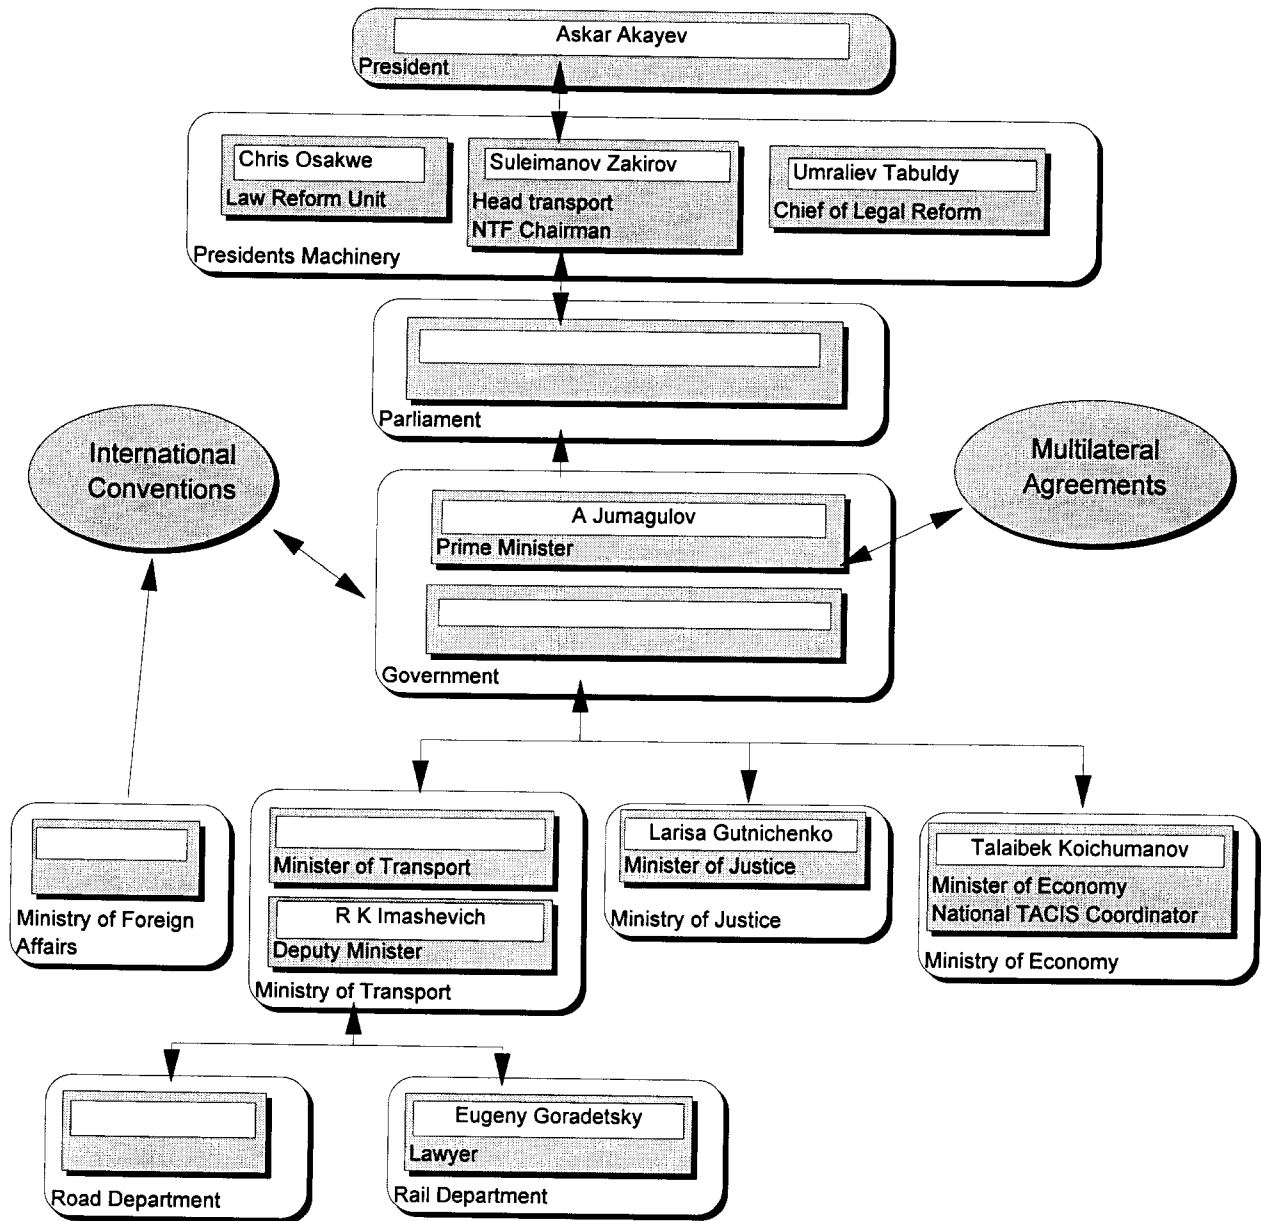 Askar Akayev
President
Chris Osakwe
Law Reform Unit
Suleimanov Zakirov
Head transport
NTF Chairman
Umraliev Tabuldy
Chief of Legal Reform
Presidents Machinery
Parliament
International
Conventions
Multilateral
Agreements
A Jumagulov
Prime Minister
Government
Ministry of Foreign
Affairs
Minister of Transport
R K Imashevich
Deputy Minister
Ministry of Transport
Larisa Gutnichenko
Minister of Justice
Ministry of Justice
Talaibek Koichumanov
Minister of Economy
National TACIS Coordinator
Ministry of Economy
Road Department
Eugeny Goradetsky
Lawyer
Rail Department